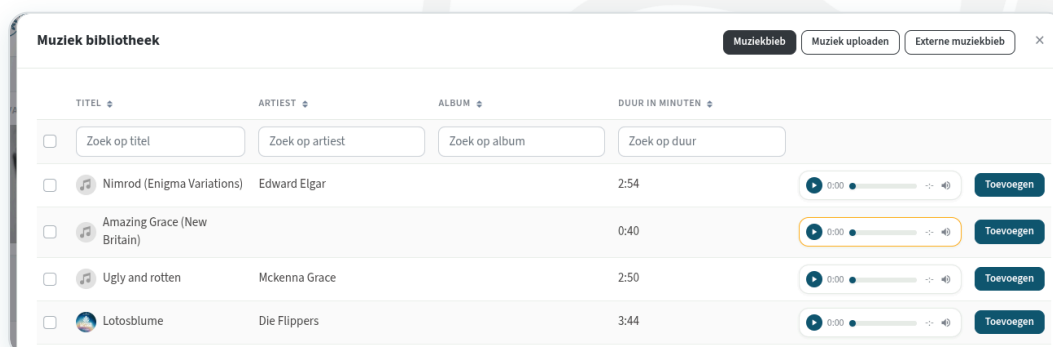 Muziek bibliotheek
Muziekbieb Muziek uploaden Externe muziekbieb ×
TITEL ARTIEST ALBUM DUUR IN MINUTEN
Zoek op titel Zoek op artiest Zoek op album Zoek op duur
Nimrod (Enigma Variations) Edward Elgar 2:54 0:00 -:- Toevoegen
Amazing Grace (New
Britain) 0:40 0:00 -:- Toevoegen
Ugly and rotten Mckenna Grace 2:50 0:00 -:- Toevoegen
Lotosblume Die Flippers 3:44 0:00 -:- Toevoegen